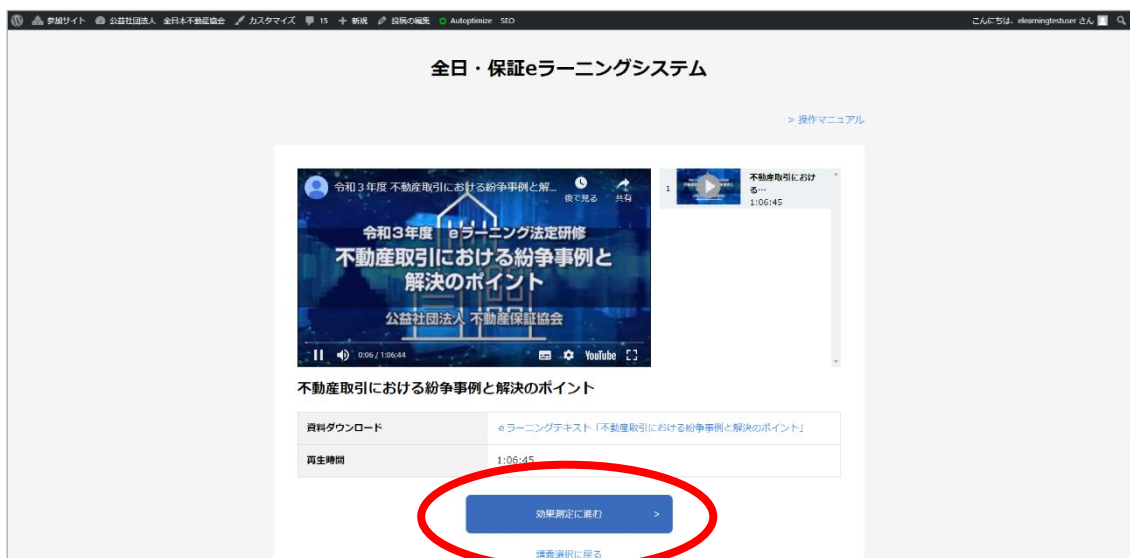 参加サイト 公益社団法人 全日本不動産協会 カスタマイズ 15 + 新規 投稿の編集 Autoptimize SEO こんにちは、elearningtestuser さん
全日・保証eラーニングシステム
> 操作マニュアル
令和3年度 不動産取引における紛争事例と解...
後で見る 共有
令和3年度 eラーニング法定研修
不動産取引における紛争事例と
解決のポイント
公益社団法人 不動産保証協会
0:06 / 1:06:44 YouTube
1
不動産取引におけ
る…
1:06:45
不動産取引における紛争事例と解決のポイント
資料ダウンロード eラーニングテキスト「不動産取引における紛争事例と解決のポイント」
再生時間 1:06:45
効果測定に進む >
講義選択に戻る